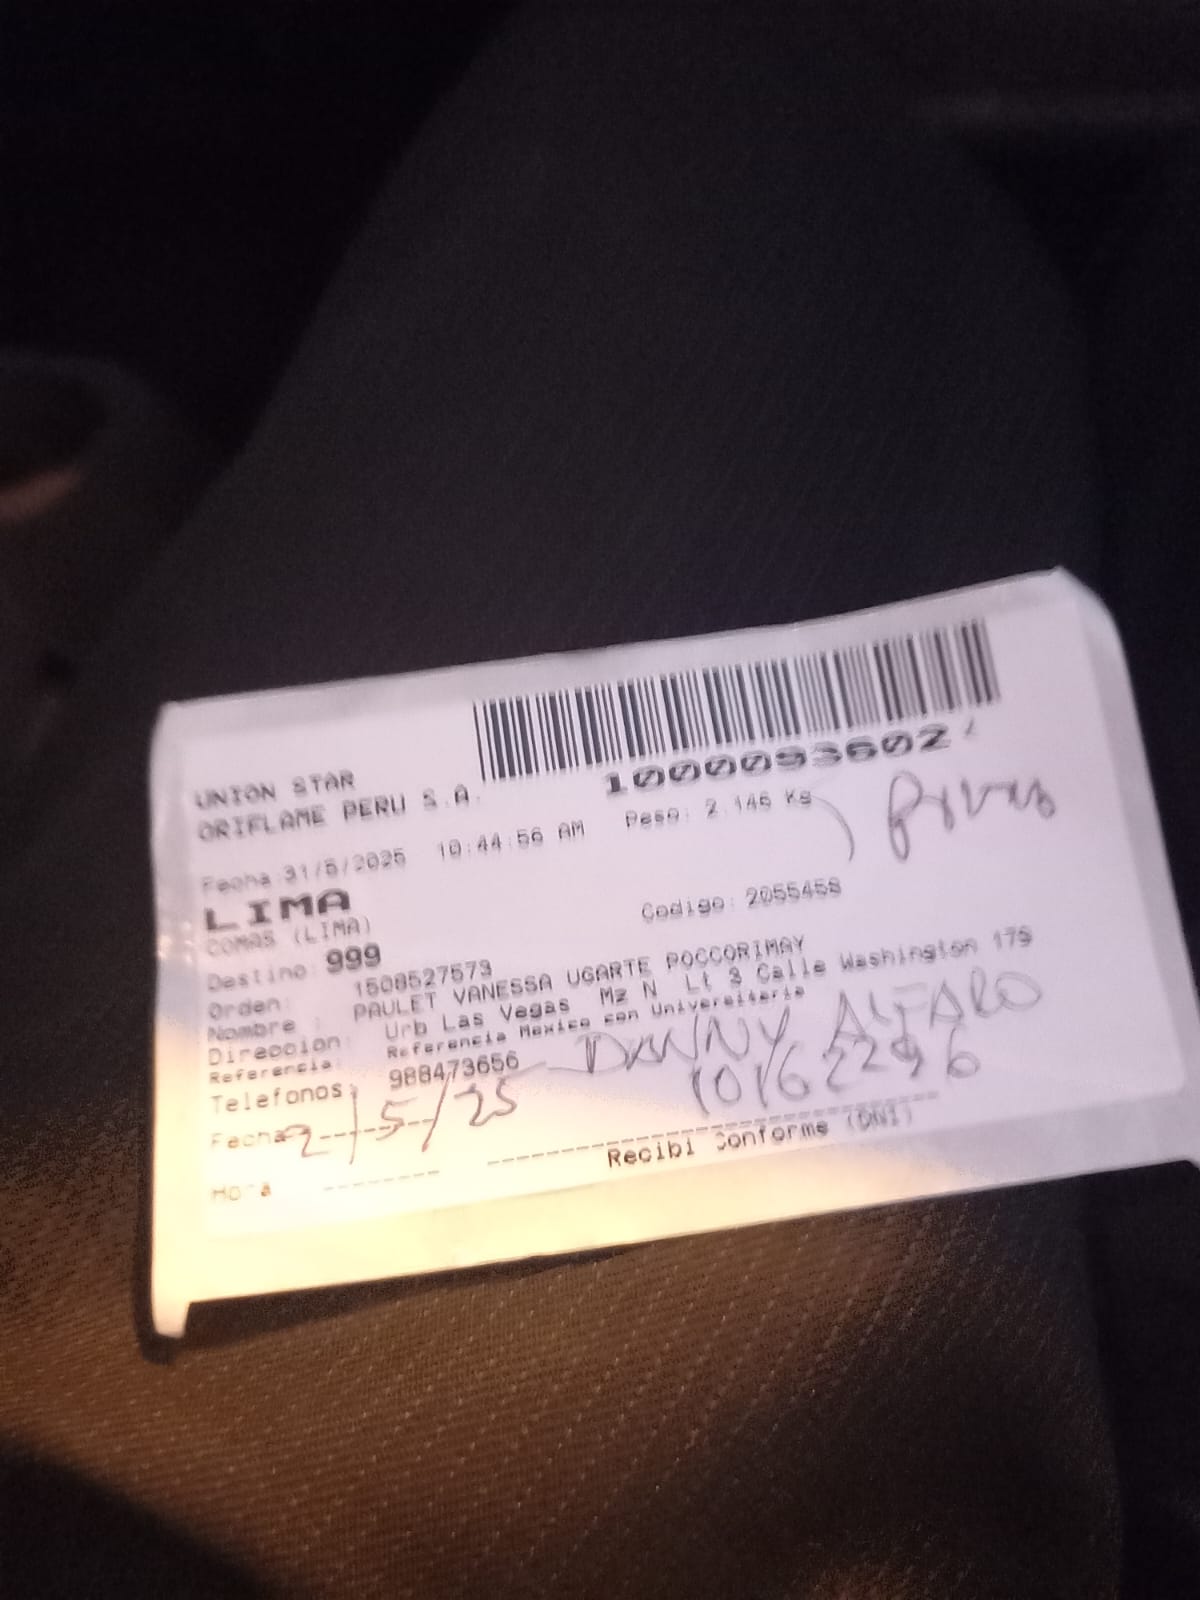 1000093602
UNION STAR
ORIFLAME PERU S.A.
Fecha 31/5/2025 10:44:56 AM Peso: 2.146 Ks
LIMA
COMAS (LIMA)
Codigo: 2055458
Destino: 999
Orden: 1508527573
Nombre : PAULET VANESSA UGARTE POCCORIMAY
Direccion: Urb Las Vegas Mz N Lt 3 Calle Washington 179
Referencia: Referencia Mexico con Universitaria
Telefonos: 988473656
DANNY ALFARO
Fecha 2/5/25
Recibi Conforme (DNI)
Hora